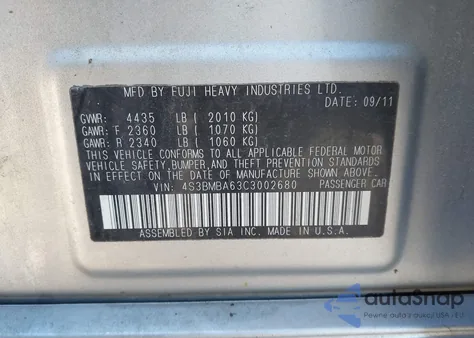 MFD BY FUJI HEAVY INDUSTRIES LTD.
DATE: 09/11
GVWR: 4435 LB ( 2010 KG)
GAWR: F 2360 LB ( 1070 KG)
GAWR: R 2340 LB ( 1060 KG)
THIS VEHICLE CONFORMS TO ALL APPLICABLE FEDERAL MOTOR
VEHICLE SAFETY,BUMPER,AND THEFT PREVENTION STANDARDS
IN EFFECT ON THE DATE OF MANUFACTURE SHOWN ABOVE.
VIN: 4S3BMBA63C3002680 PASSENGER CAR
ASSEMBLED BY SIA INC. MADE IN U.S.A.
autoSnap
Pewne auta z